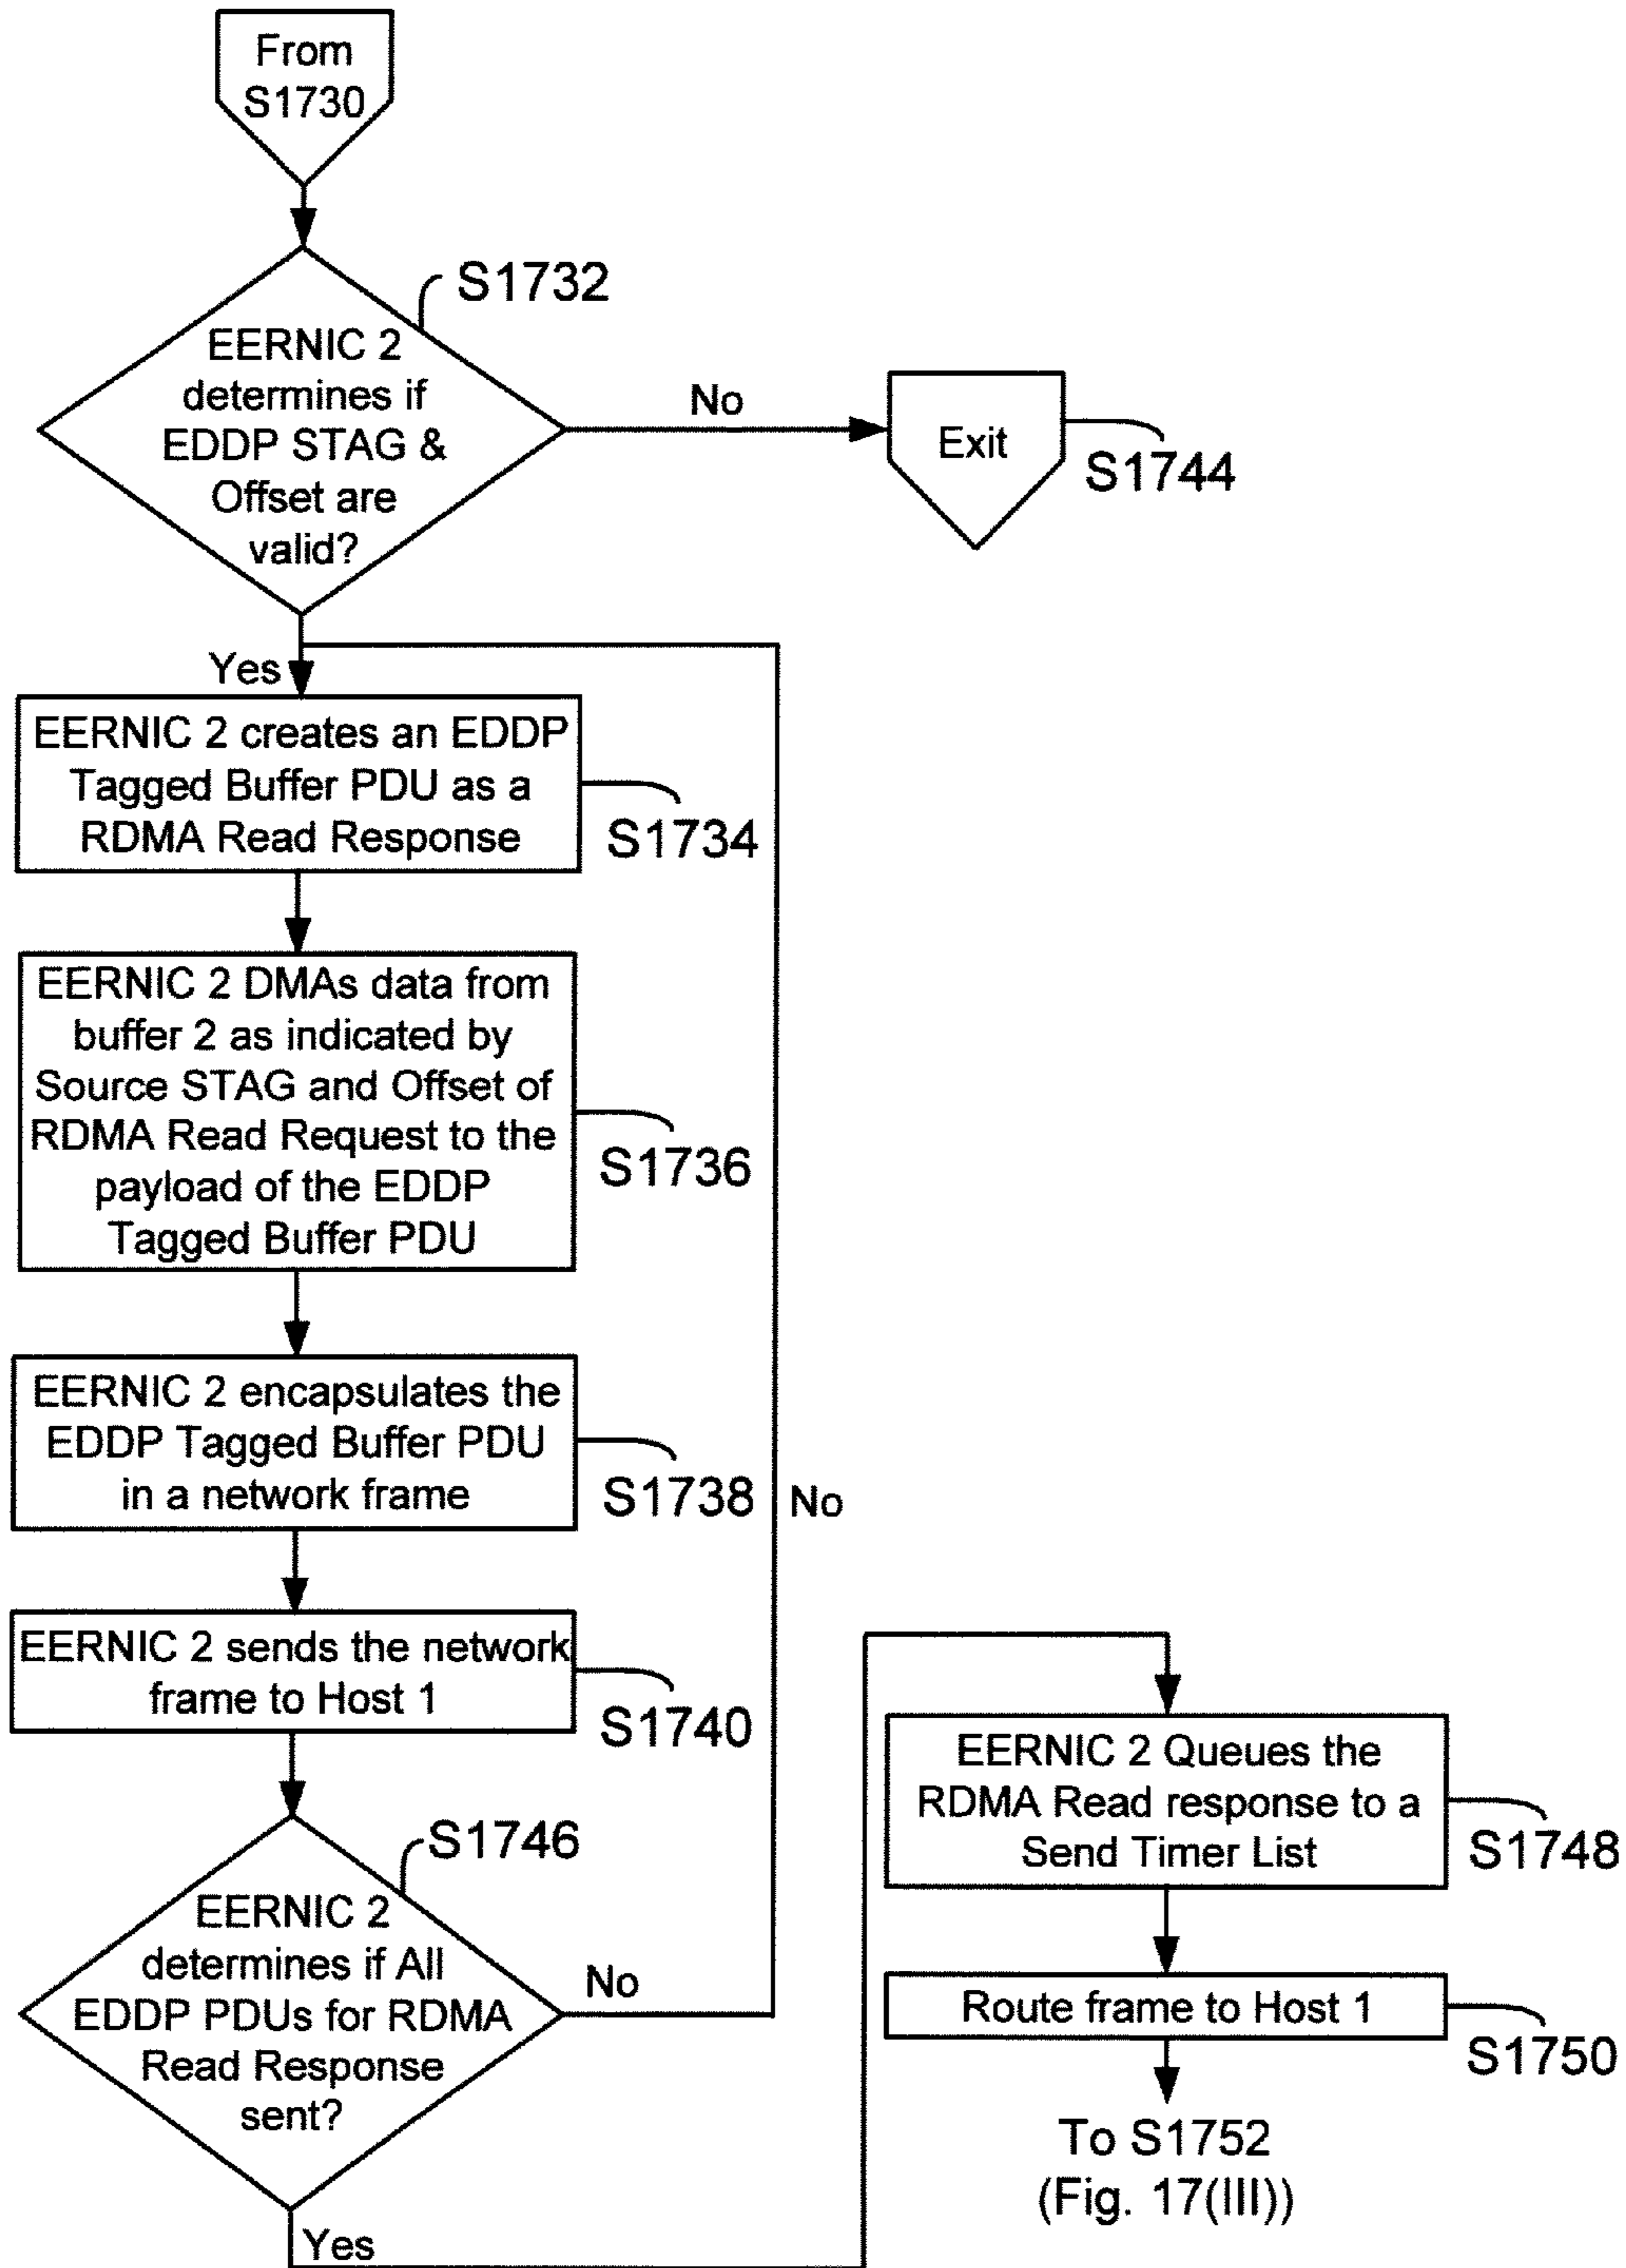 From
S1730
S1732
EERNIC 2
determines if
EDDP STAG &
Offset are
valid?
No
Exit
S1744
Yes
EERNIC 2 creates an EDDP
Tagged Buffer PDU as a
RDMA Read Response
S1734
EERNIC 2 DMAs data from
buffer 2 as indicated by
Source STAG and Offset of
RDMA Read Request to the
payload of the EDDP
Tagged Buffer PDU
S1736
EERNIC 2 encapsulates the
EDDP Tagged Buffer PDU
in a network frame
S1738
No
EERNIC 2 sends the network
frame to Host 1
S1740
S1746
EERNIC 2
determines if All
EDDP PDUs for RDMA
Read Response
sent?
No
Yes
EERNIC 2 Queues the
RDMA Read response to a
Send Timer List
S1748
Route frame to Host 1
S1750
To S1752
(Fig. 17(III))